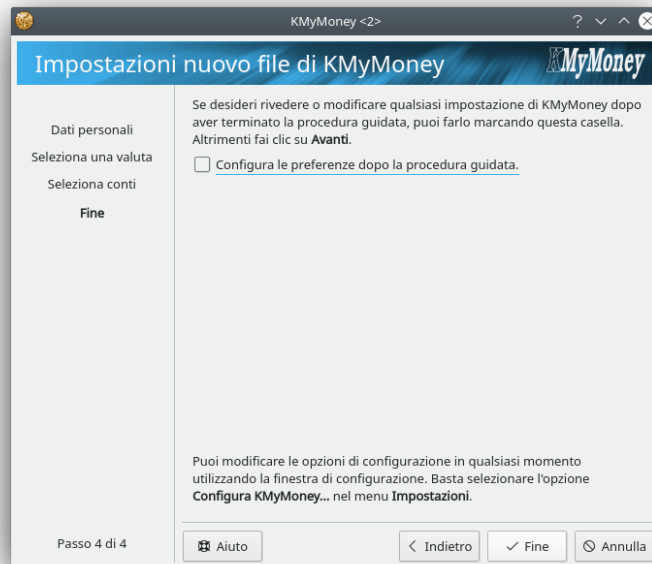 KMyMoney <2>
Impostazioni nuovo file di KMyMoney
KMyMoney
Dati personali
Seleziona una valuta
Seleziona conti
Fine
Se desideri rivedere o modificare qualsiasi impostazione di KMyMoney dopo
aver terminato la procedura guidata, puoi farlo marcando questa casella.
Altrimenti fai clic su Avanti.
Configura le preferenze dopo la procedura guidata.
Puoi modificare le opzioni di configurazione in qualsiasi momento
utilizzando la finestra di configurazione. Basta selezionare l'opzione
Configura KMyMoney... nel menu Impostazioni.
Passo 4 di 4
Aiuto
Indietro
Fine
Annulla